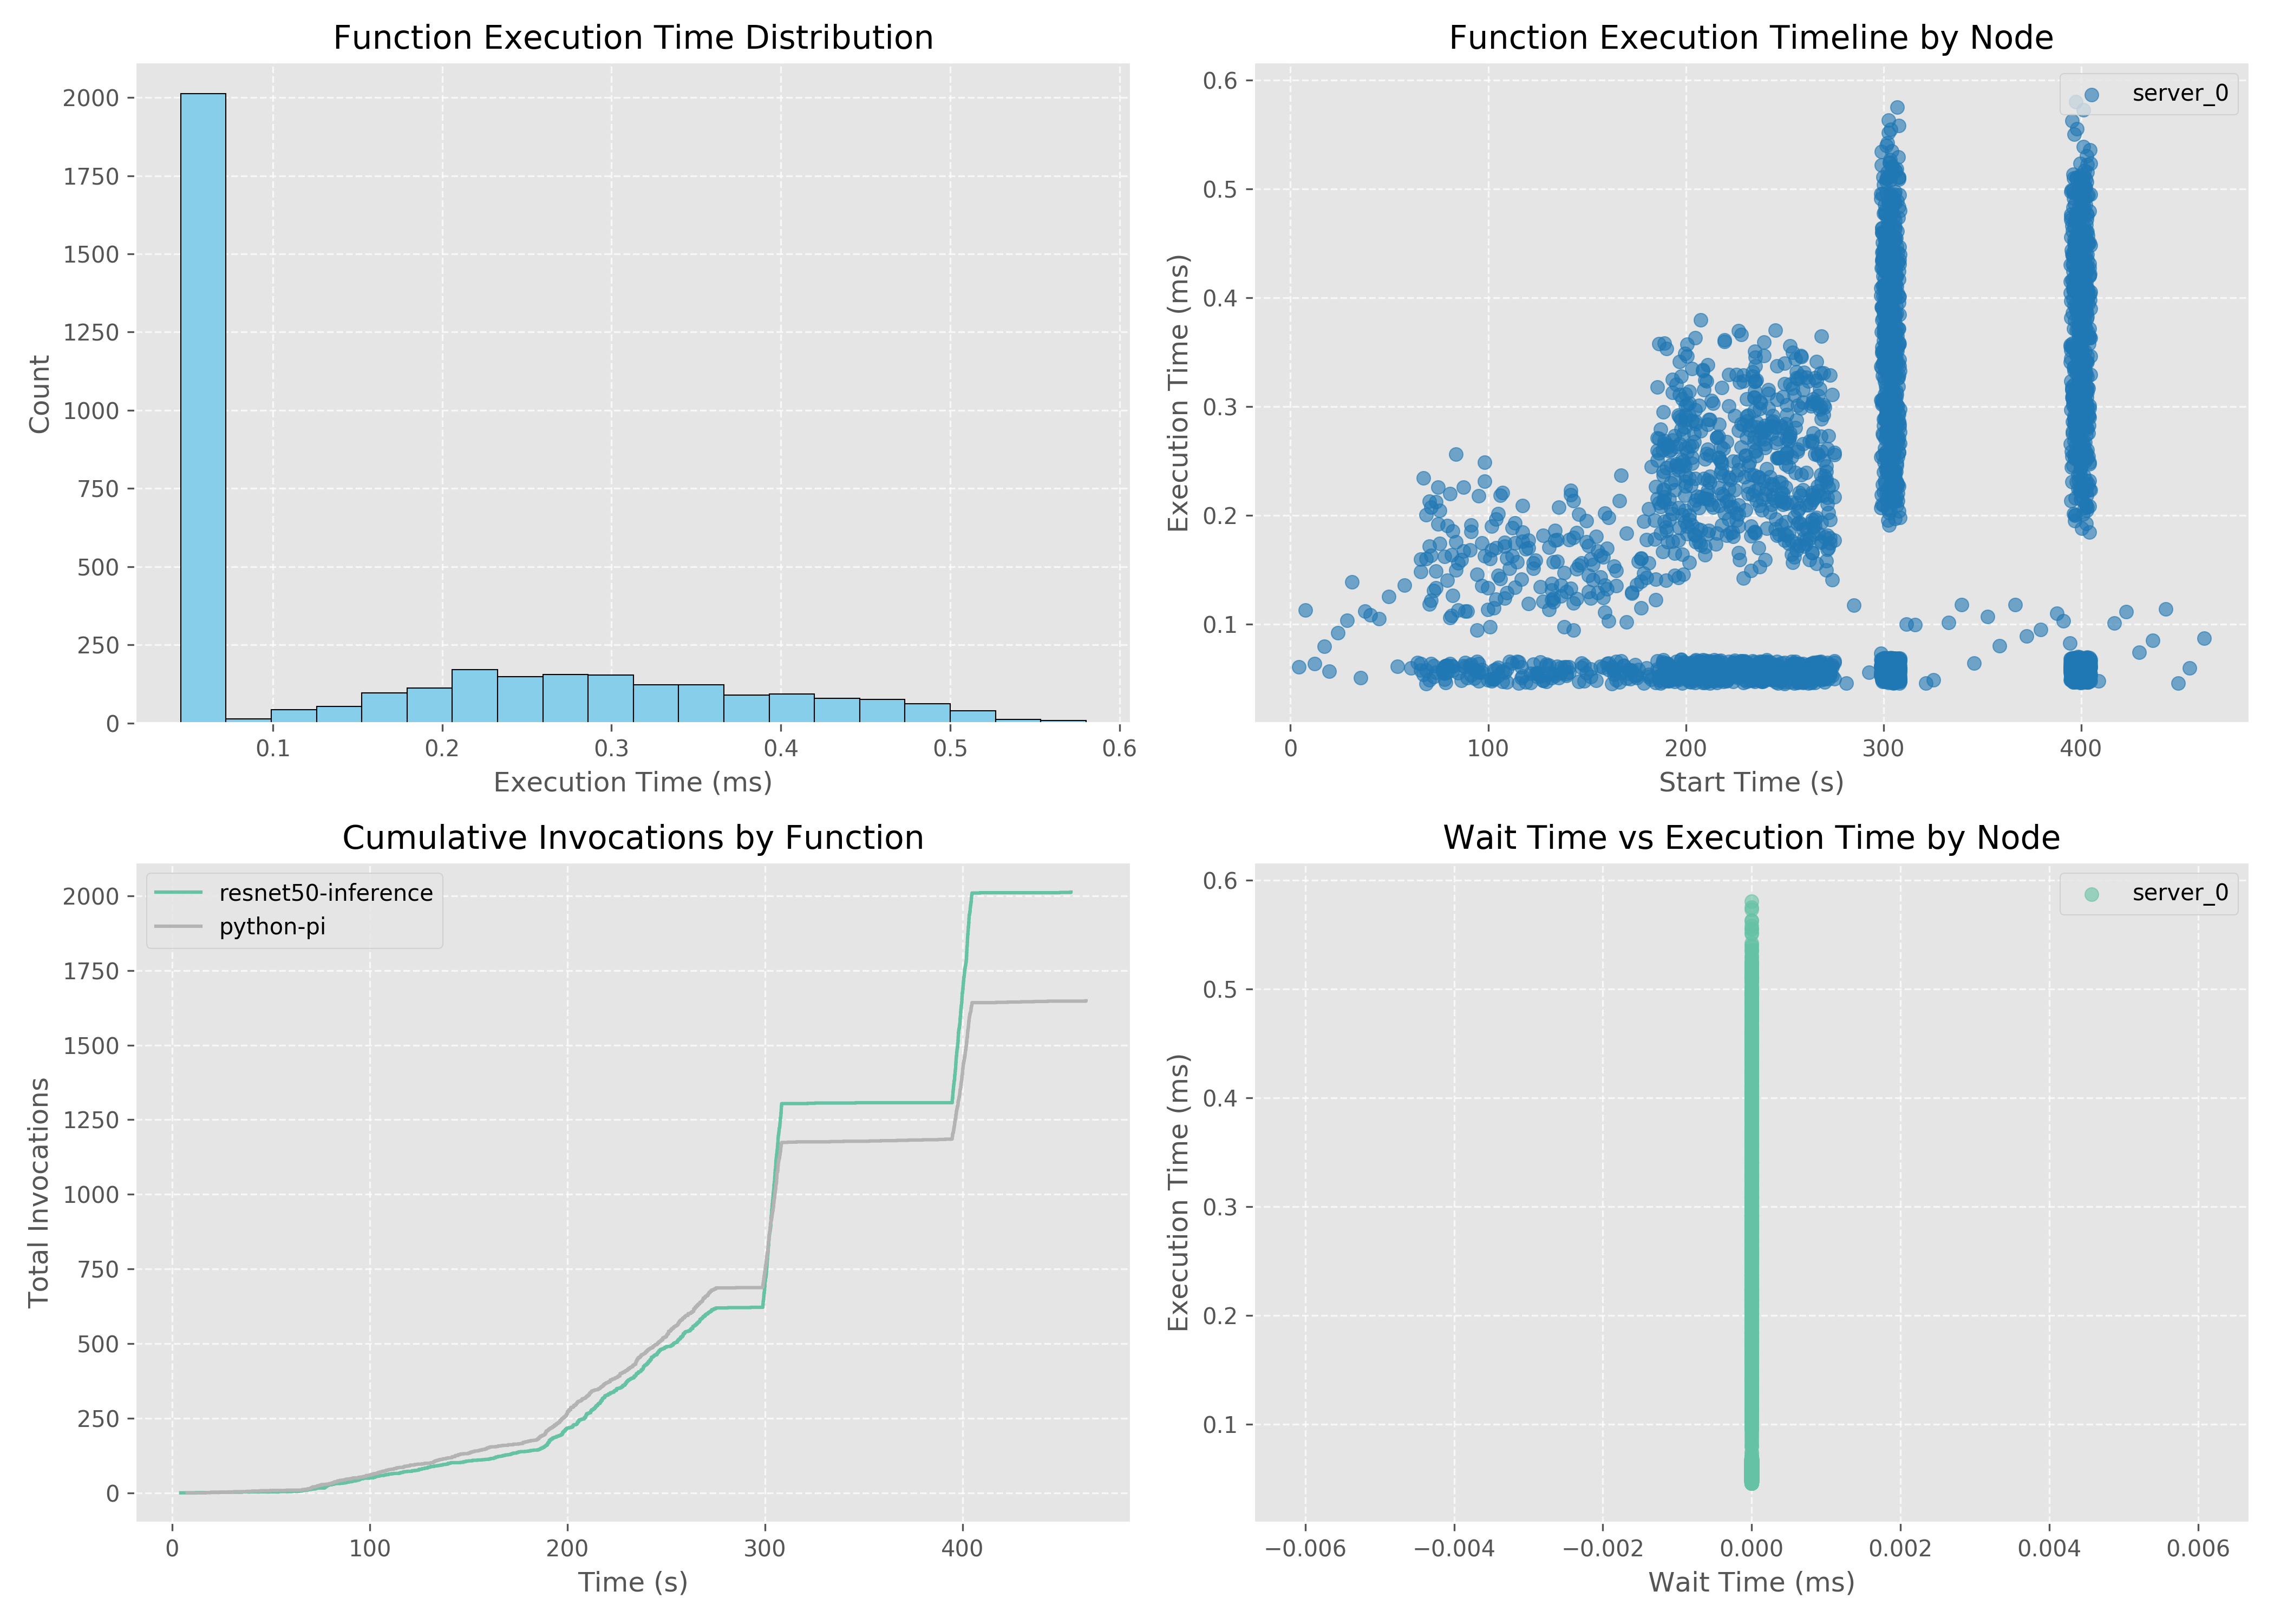 Function Execution Time Distribution
2000
1750
1500
1250
1000
750
500
250
0
Count
0.1 0.2 0.3 0.4 0.5 0.6
Execution Time (ms)
Function Execution Timeline by Node
server_0
0.6
0.5
0.4
0.3
0.2
0.1
Execution Time (ms)
0 100 200 300 400
Start Time (s)
Cumulative Invocations by Function
resnet50-inference
python-pi
2000
1750
1500
1250
1000
750
500
250
0
Total Invocations
0 100 200 300 400
Time (s)
Wait Time vs Execution Time by Node
server_0
0.6
0.5
0.4
0.3
0.2
0.1
Execution Time (ms)
−0.006 −0.004 −0.002 0.000 0.002 0.004 0.006
Wait Time (ms)